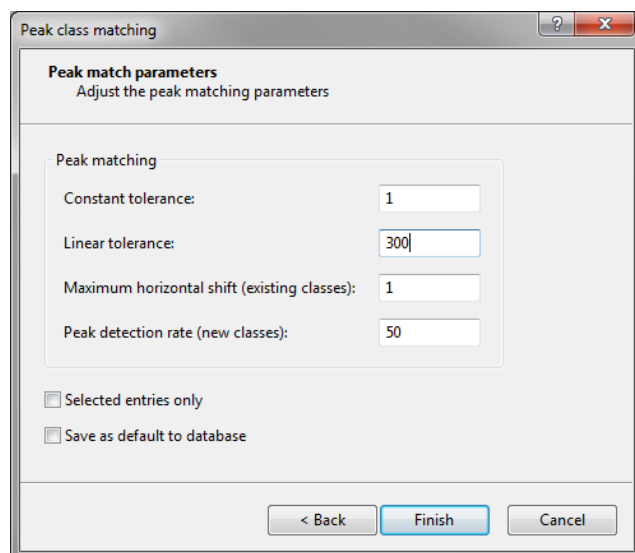 Peak class matching
Peak match parameters
Adjust the peak matching parameters
Peak matching
Constant tolerance: 1
Linear tolerance: 300
Maximum horizontal shift (existing classes): 1
Peak detection rate (new classes): 50
Selected entries only
Save as default to database
< Back Finish Cancel